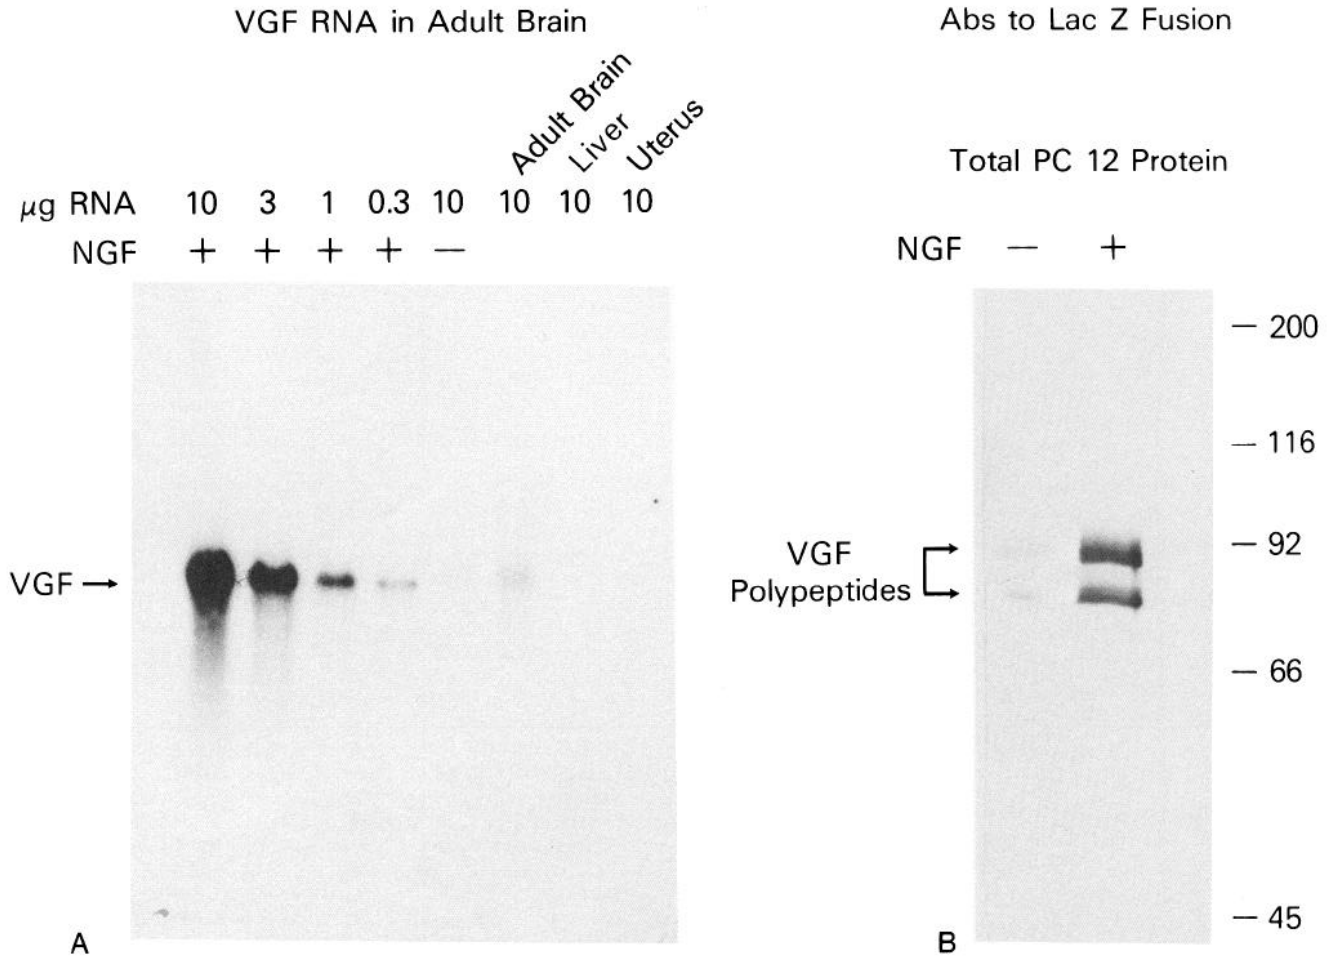 VGF RNA in Adult Brain
Adult Brain
Liver
Uterus
μg RNA 10 3 1 0.3 10 10 10 10
NGF + + + + —
VGF
A
Abs to Lac Z Fusion
Total PC 12 Protein
NGF — +
— 200
— 116
— 92
VGF
Polypeptides
— 66
— 45
B